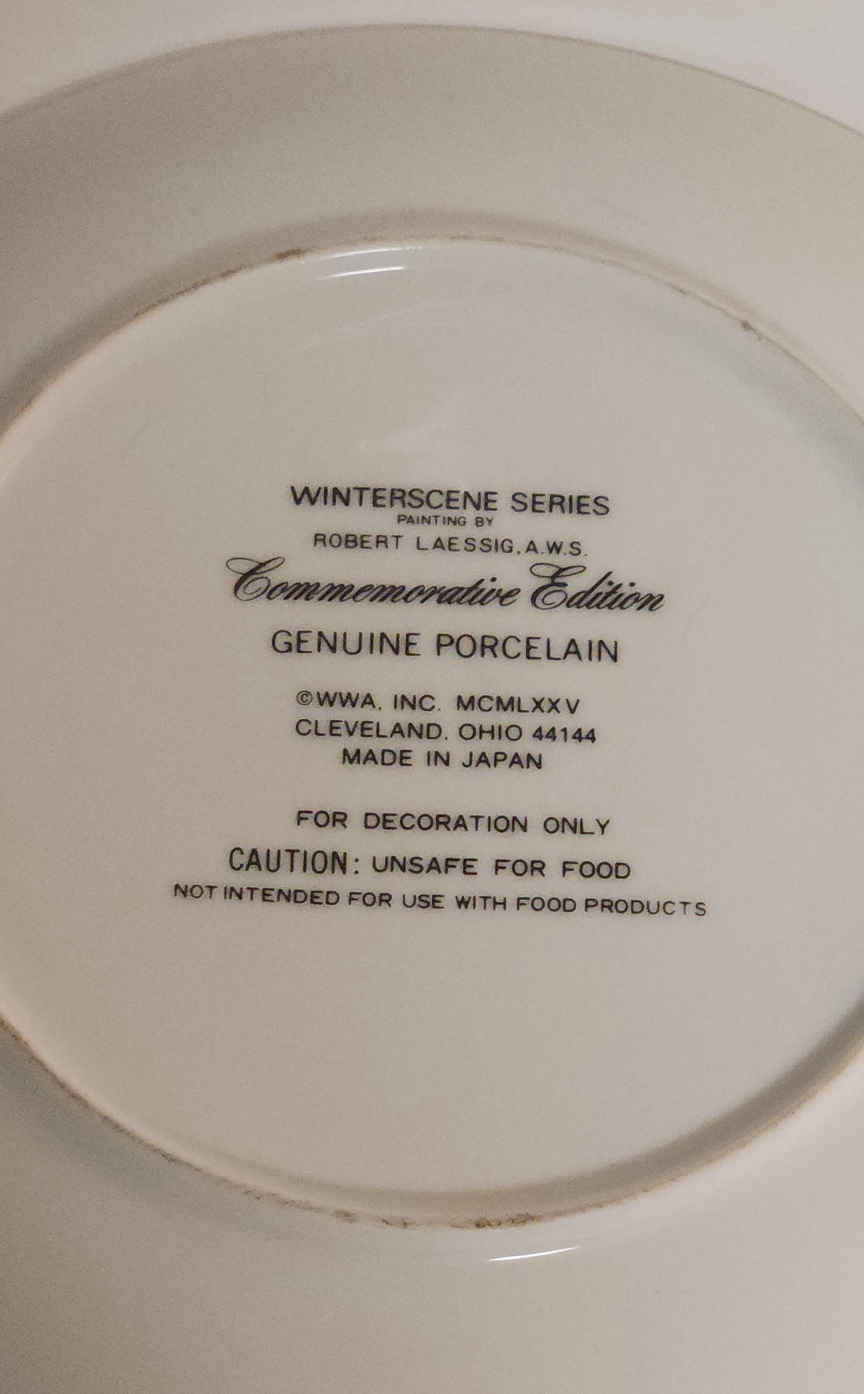 WINTERSCENE SERIES
PAINTING BY
ROBERT LAESSIG, A.W.S.
Commemorative Edition
GENUINE PORCELAIN
©WWA, INC. MCMLXXV
CLEVELAND, OHIO 44144
MADE IN JAPAN
FOR DECORATION ONLY
CAUTION: UNSAFE FOR FOOD
NOT INTENDED FOR USE WITH FOOD PRODUCTS